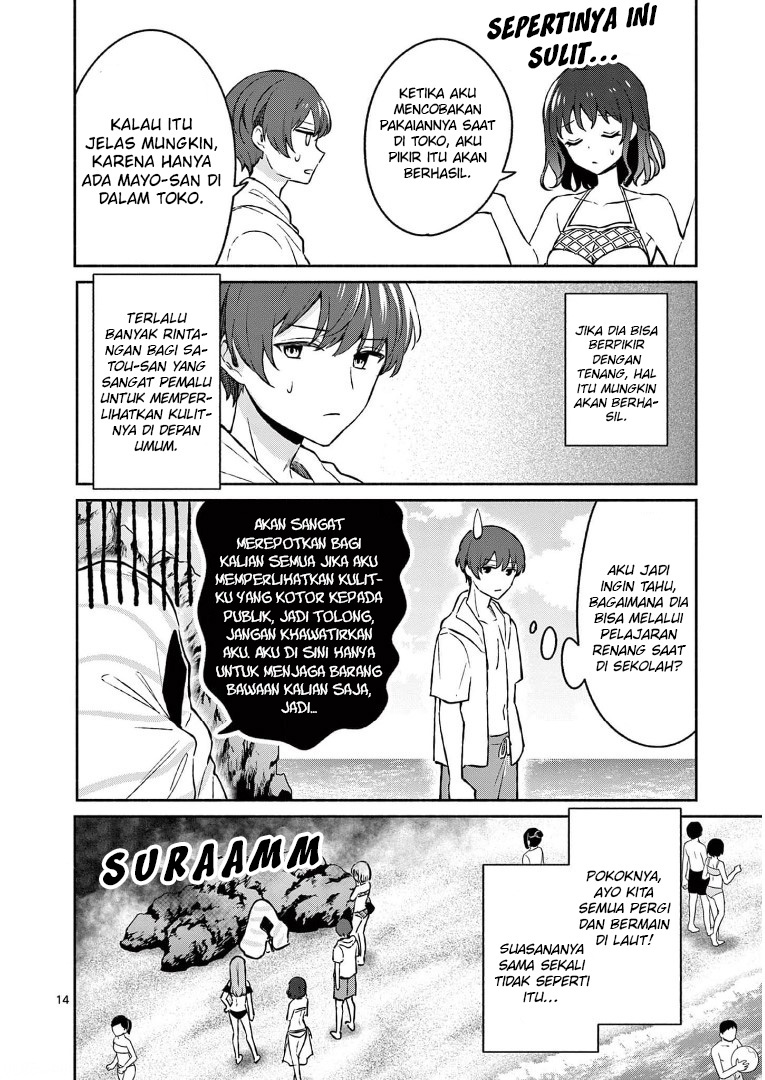 SEPERTINYA INI
SULIT...
KETIKA AKU
MENCOBAKAN
PAKAIANNYA SAAT
DI TOKO, AKU
PIKIR ITU AKAN
BERHASIL.
KALAU ITU
JELAS MUNGKIN,
KARENA HANYA
ADA MAYO-SAN DI
DALAM TOKO.
JIKA DIA BISA
BERPIKIR
DENGAN
TENANG, HAL
ITU MUNGKIN
AKAN BERHA-
SIL.
TERLALU
BANYAK RINTA-
NGAN BAGI SA-
TOU-SAN YANG
SANGAT PEMALU
UNTUK MEMPER-
LIHATKAN KULIT-
NYA DI DEPAN
UMUM.
AKU JADI
INGIN TAHU,
BAGAIMANA DIA
BISA MELALUI
PELAJARAN
RENANG SAAT
DI SEKOLAH?
AKAN SANGAT
MEREPOTKAN BAGI
KALIAN SEMUA JIKA AKU
MEMPERLIHATKAN KULIT-
KU YANG KOTOR KEPADA
PUBLIK, JADI TOLONG,
JANGAN KHAWATIRKAN
AKU. AKU DI SINI HANYA
UNTUK MENJAGA BARANG
BAWAAN KALIAN SAJA,
JADI...
POKOKNYA,
AYO KITA
SEMUA PERGI
DAN BERMAIN
DI LAUT!
SUASANANYA
SAMA SEKALI
TIDAK SEPERTI
ITU...
SURAAMM
14